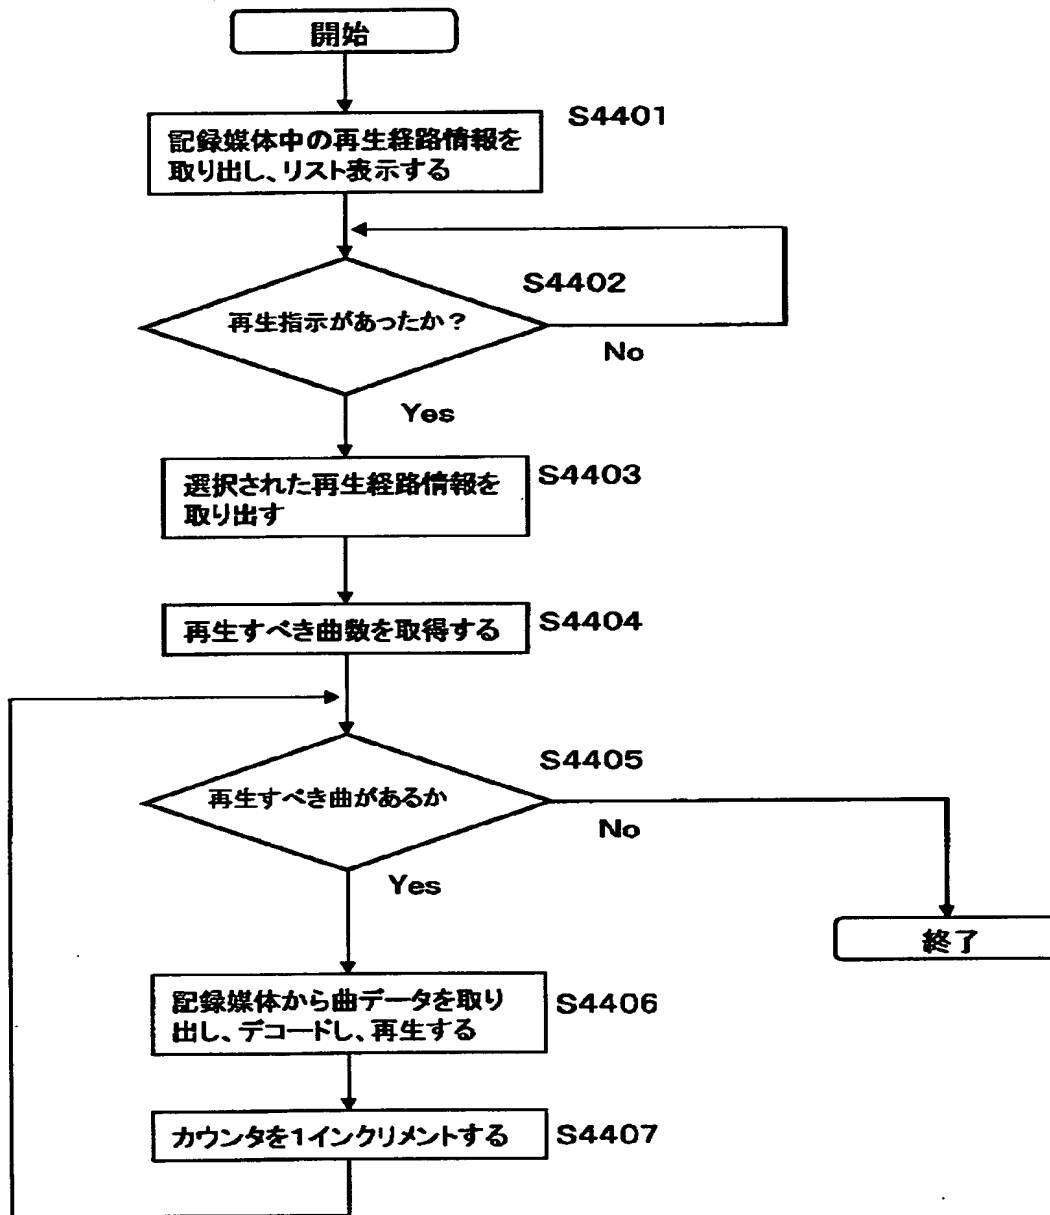 開始
S4401
記録媒体中の再生経路情報を
取り出し、リスト表示する
S4402
再生指示があったか？
No
Yes
選択された再生経路情報を
取り出す
S4403
再生すべき曲数を取得する
S4404
S4405
再生すべき曲があるか
No
Yes
終了
記録媒体から曲データを取り
出し、デコードし、再生する
S4406
カウンタを1インクリメントする
S4407